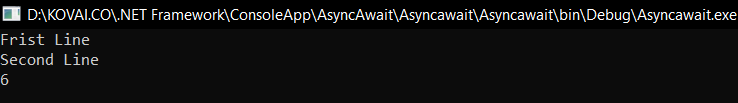 D:\KOVAI.CO\.NET Framework\ConsoleApp\AsyncAwait\Asyncawait\Asyncawait\bin\Debug\Asyncawait.exe
Frist Line
Second Line
6